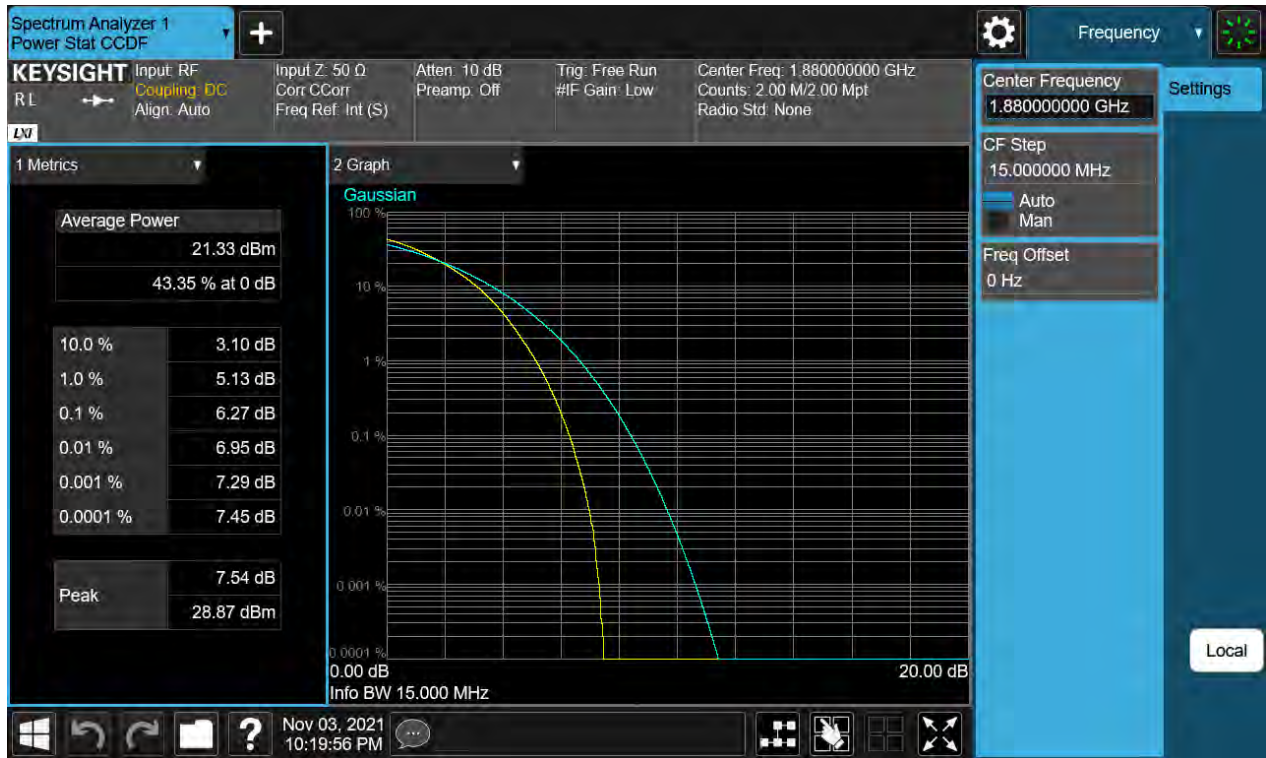 Spectrum Analyzer 1
Power Stat CCDF
+
Frequency
KEYSIGHT
RL
LXI
Input: RF
Coupling: DC
Align: Auto
Input Z: 50 Ω
Corr CCorr
Freq Ref: Int (S)
Atten: 10 dB
Preamp: Off
Trig: Free Run
#IF Gain: Low
Center Freq: 1.880000000 GHz
Counts: 2.00 M/2.00 Mpt
Radio Std: None
Center Frequency
1.880000000 GHz
Settings
CF Step
15.000000 MHz
Auto
Man
Freq Offset
0 Hz
1 Metrics
Average Power
21.33 dBm
43.35 % at 0 dB
10.0 % 3.10 dB
1.0 % 5.13 dB
0.1 % 6.27 dB
0.01 % 6.95 dB
0.001 % 7.29 dB
0.0001 % 7.45 dB
Peak
7.54 dB
28.87 dBm
2 Graph
Gaussian
100 %
10 %
1 %
0.1 %
0.01 %
0.001 %
0.0001 %
0.00 dB 20.00 dB
Info BW 15.000 MHz
Local
?
Nov 03, 2021
10:19:56 PM